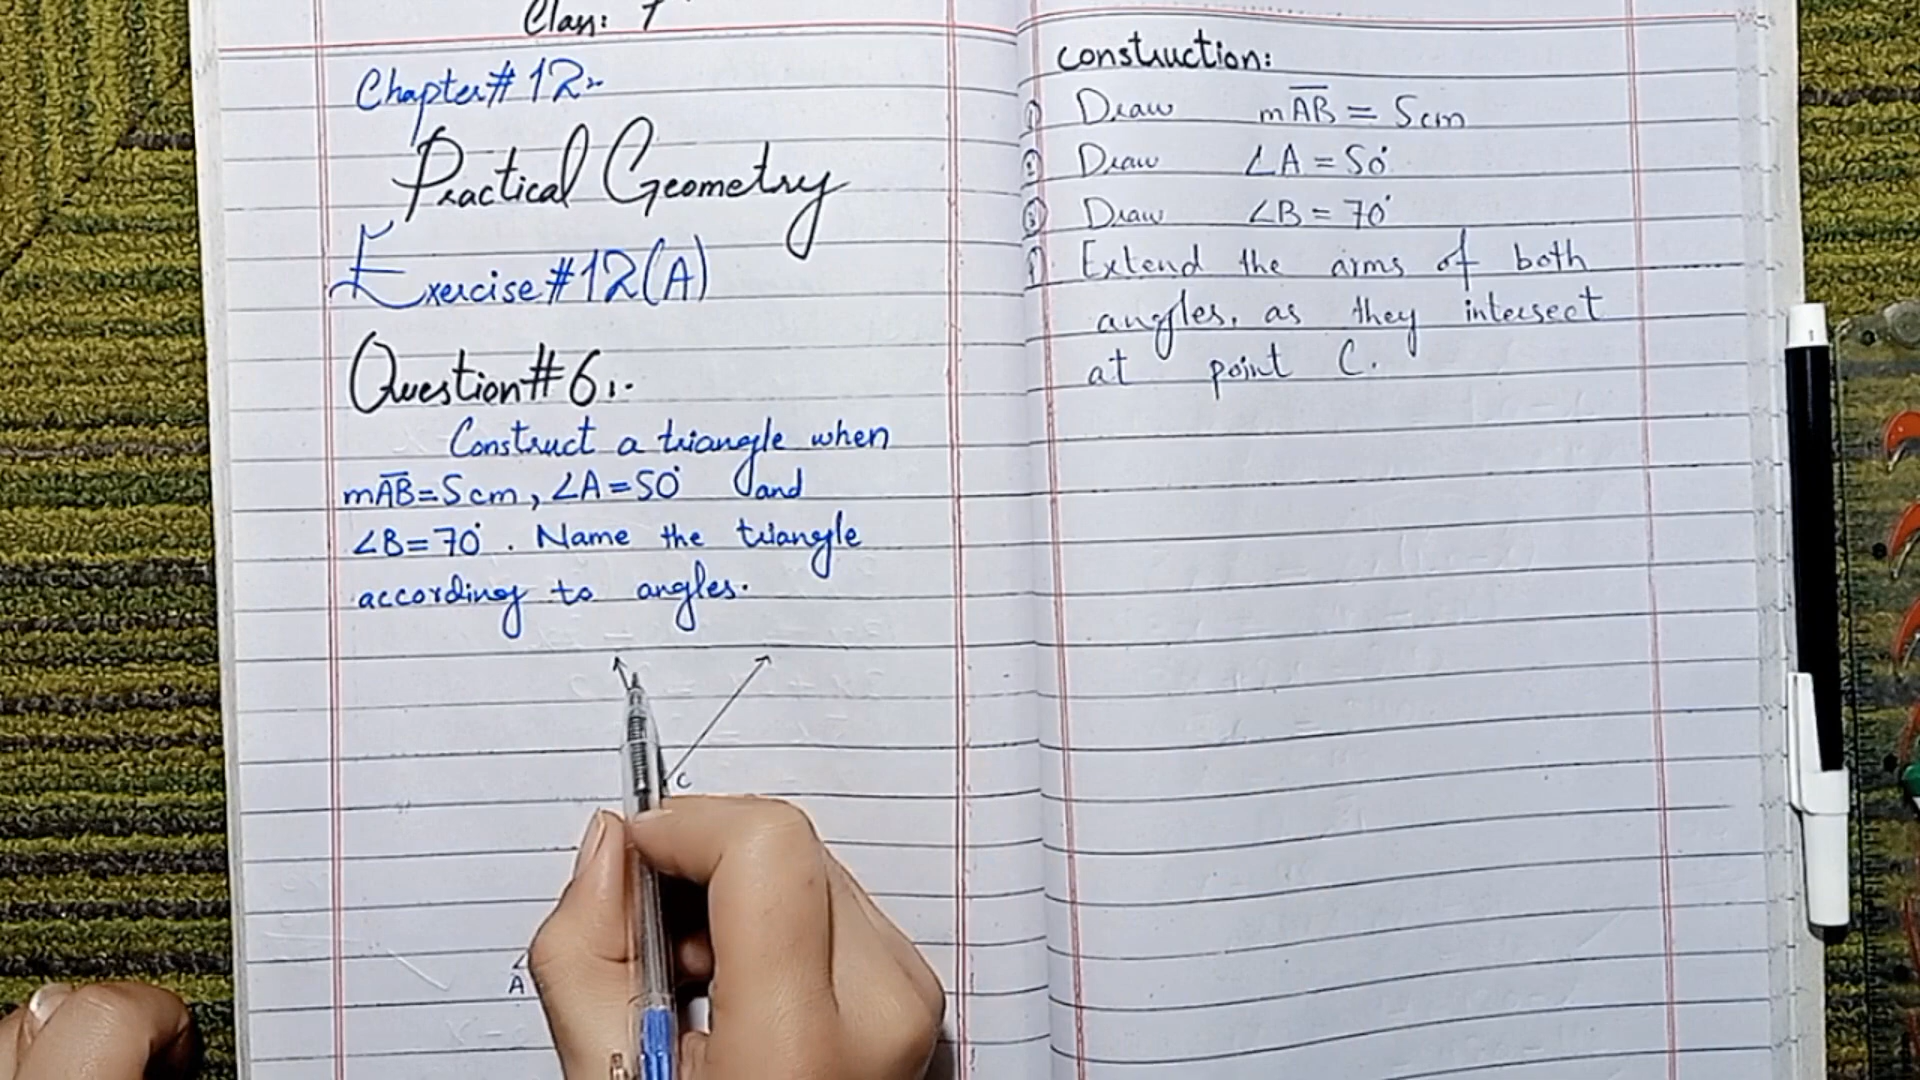 Class: 7
Chapter# 12:-
Practical Geometry
Exercise#12(A)
Question#6:-
Construct a triangle when
mAB=5cm, ∠A=50° and
∠B=70°. Name the triangle
according to angles.
C
A
construction:
① Draw mAB = 5cm
② Draw ∠A = 50°
③ Draw ∠B = 70°
④ Extend the arms of both
angles, as they intersect
at point C.